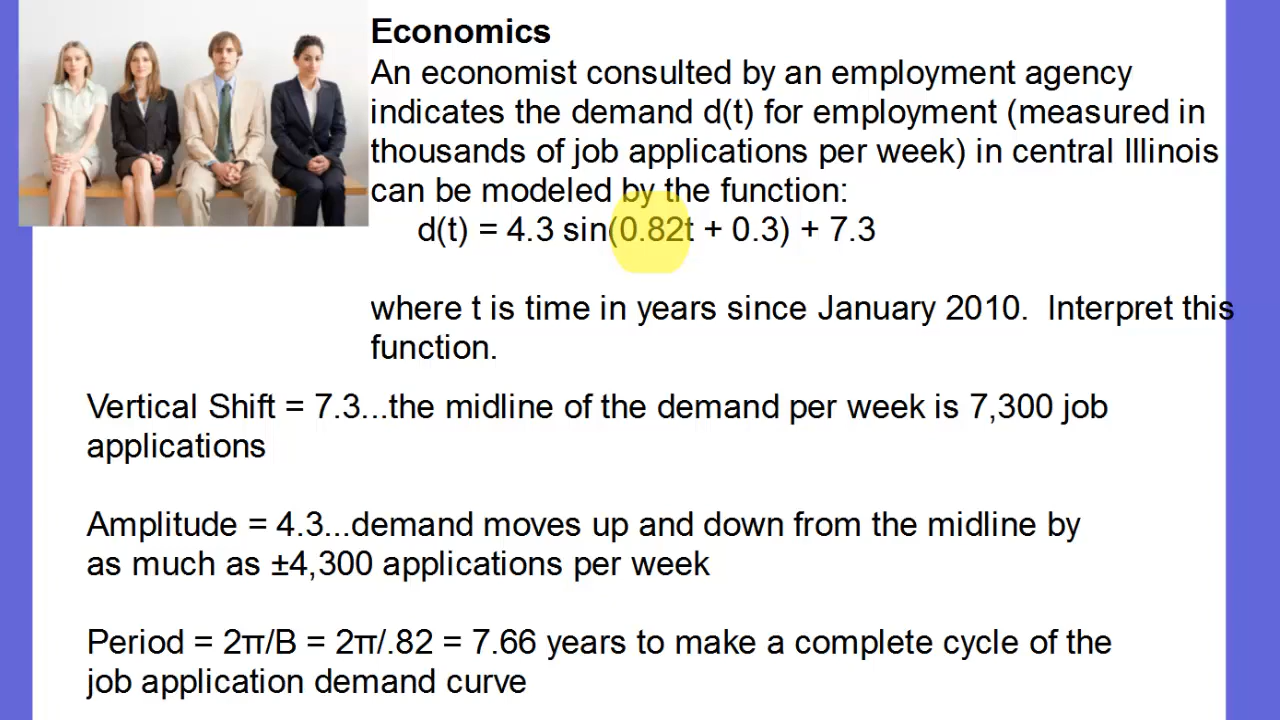 Economics
An economist consulted by an employment agency
indicates the demand d(t) for employment (measured in
thousands of job applications per week) in central Illinois
can be modeled by the function:
d(t) = 4.3 sin(0.82t + 0.3) + 7.3
where t is time in years since January 2010.  Interpret this
function.
Vertical Shift = 7.3...the midline of the demand per week is 7,300 job
applications
Amplitude = 4.3...demand moves up and down from the midline by
as much as ±4,300 applications per week
Period = 2π/B = 2π/.82 = 7.66 years to make a complete cycle of the
job application demand curve